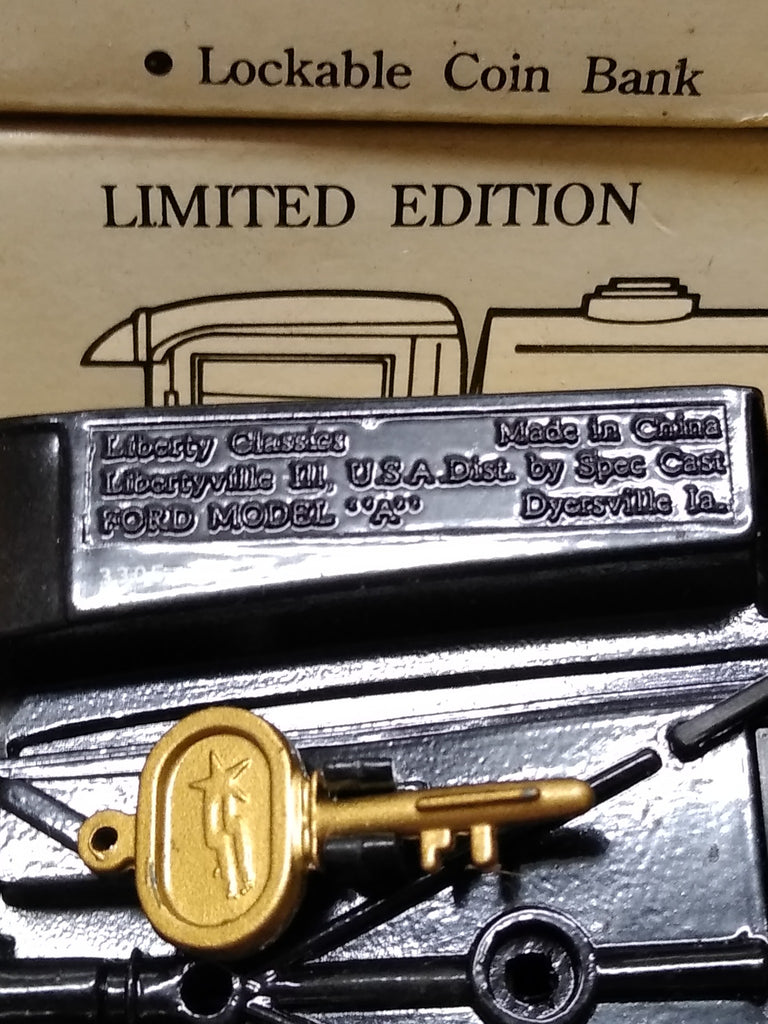 • Lockable Coin Bank
LIMITED EDITION
Liberty Classics
Libertyville Ill, U.S.A.
FORD MODEL "A"
Made in China
Dist. by Spec Cast
Dyersville Ia.